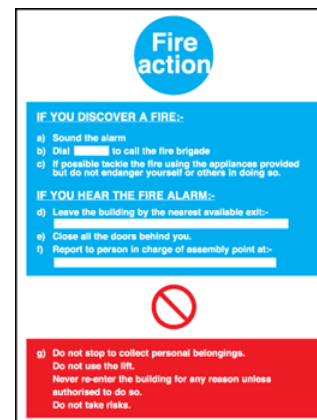 Fire
action
IF YOU DISCOVER A FIRE:-
a) Sound the alarm
b) Dial to call the fire brigade
c) If possible tackle the fire using the appliances provided
but do not endanger yourself or others in doing so.
IF YOU HEAR THE FIRE ALARM:-
d) Leave the building by the nearest available exit:-
e) Close all the doors behind you.
f) Report to person in charge of assembly point at:-
g) Do not stop to collect personal belongings.
Do not use the lift.
Never re-enter the building for any reason unless
authorised to do so.
Do not take risks.